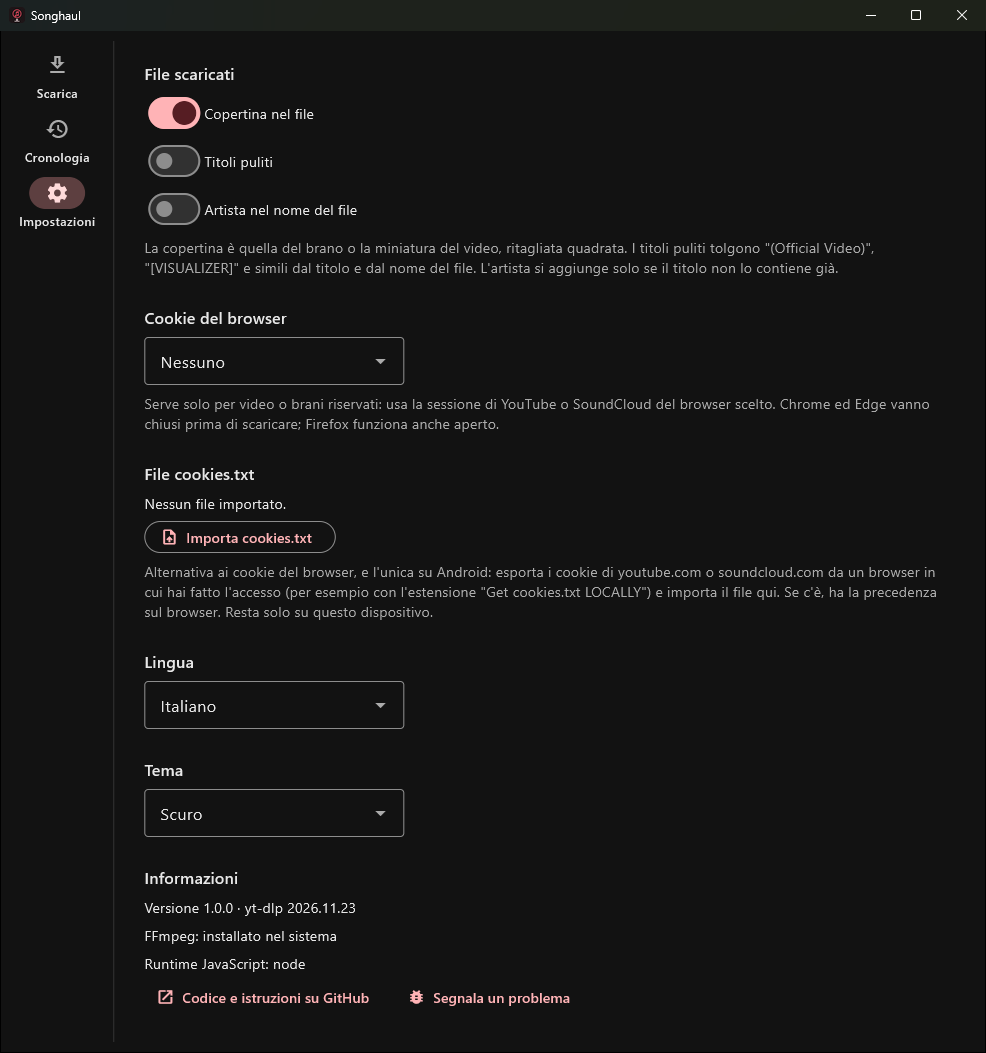 Songhaul
Scarica
Cronologia
Impostazioni
File scaricati
Copertina nel file
Titoli puliti
Artista nel nome del file
La copertina è quella del brano o la miniatura del video, ritagliata quadrata. I titoli puliti tolgono "(Official Video)",
"[VISUALIZER]" e simili dal titolo e dal nome del file. L'artista si aggiunge solo se il titolo non lo contiene già.
Cookie del browser
Nessuno
Serve solo per video o brani riservati: usa la sessione di YouTube o SoundCloud del browser scelto. Chrome ed Edge vanno
chiusi prima di scaricare; Firefox funziona anche aperto.
File cookies.txt
Nessun file importato.
Importa cookies.txt
Alternativa ai cookie del browser, e l'unica su Android: esporta i cookie di youtube.com o soundcloud.com da un browser in
cui hai fatto l'accesso (per esempio con l'estensione "Get cookies.txt LOCALLY") e importa il file qui. Se c'è, ha la precedenza
sul browser. Resta solo su questo dispositivo.
Lingua
Italiano
Tema
Scuro
Informazioni
Versione 1.0.0 · yt-dlp 2026.11.23
FFmpeg: installato nel sistema
Runtime JavaScript: node
Codice e istruzioni su GitHub
Segnala un problema